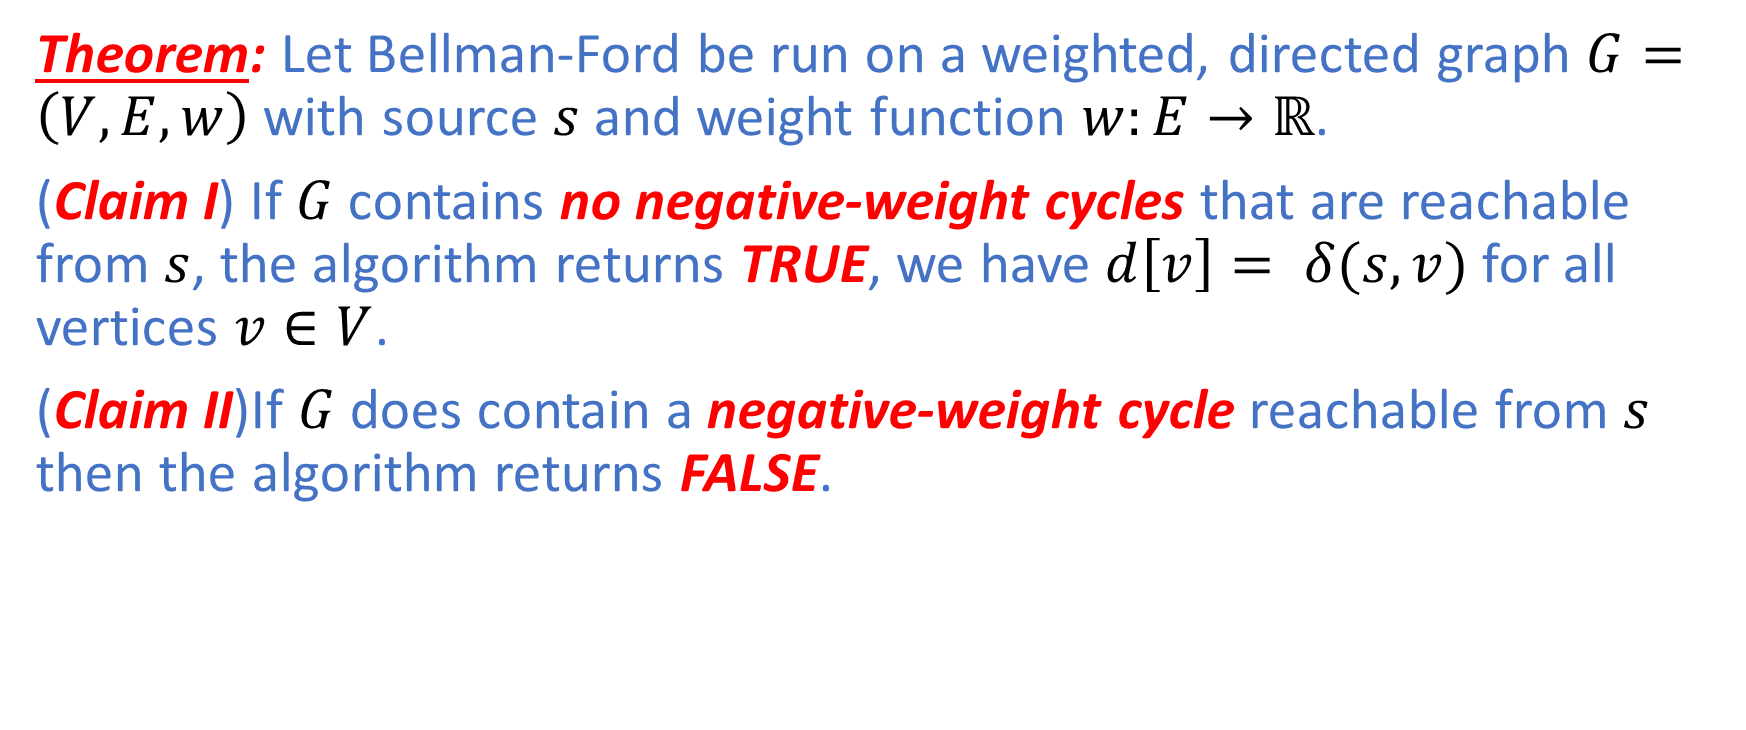 Theorem: Let Bellman-Ford be run on a weighted, directed graph G =
(V, E, w) with source s and weight function w: E → ℝ.
(Claim I) If G contains no negative-weight cycles that are reachable
from s, the algorithm returns TRUE, we have d[v] = δ(s, v) for all
vertices v ∈ V.
(Claim II)If G does contain a negative-weight cycle reachable from s
then the algorithm returns FALSE.